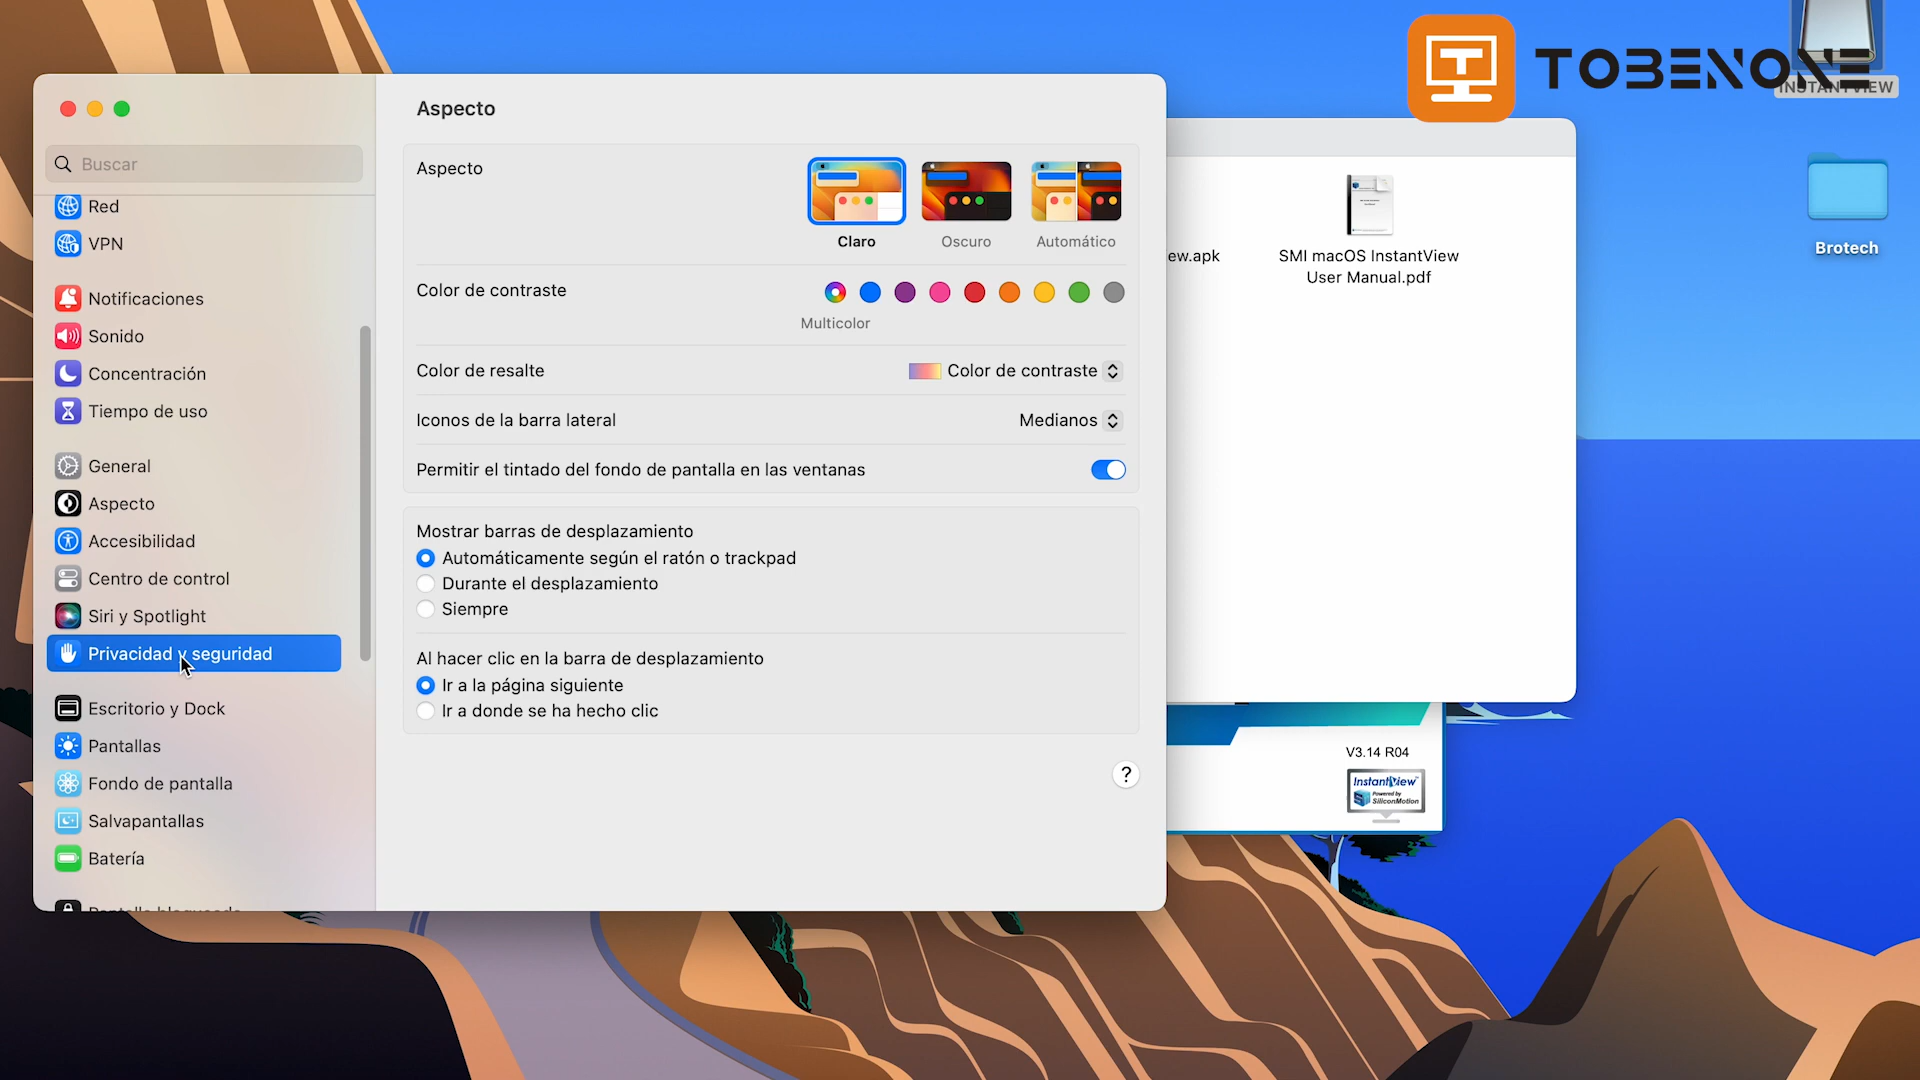 TOBENONE
INSTANTVIEW
Brotech
Aspecto
Buscar
Red
VPN
Notificaciones
Sonido
Concentración
Tiempo de uso
General
Aspecto
Accesibilidad
Centro de control
Siri y Spotlight
Privacidad y seguridad
Escritorio y Dock
Pantallas
Fondo de pantalla
Salvapantallas
Batería
Pantalla bloqueada
Aspecto
Claro
Oscuro
Automático
Color de contraste
Multicolor
Color de resalte
Color de contraste
Iconos de la barra lateral
Medianos
Permitir el tintado del fondo de pantalla en las ventanas
Mostrar barras de desplazamiento
Automáticamente según el ratón o trackpad
Durante el desplazamiento
Siempre
Al hacer clic en la barra de desplazamiento
Ir a la página siguiente
Ir a donde se ha hecho clic
?
ew.apk
SMI macOS InstantView
User Manual.pdf
V3.14 R04
InstantView
Powered by
SiliconMotion